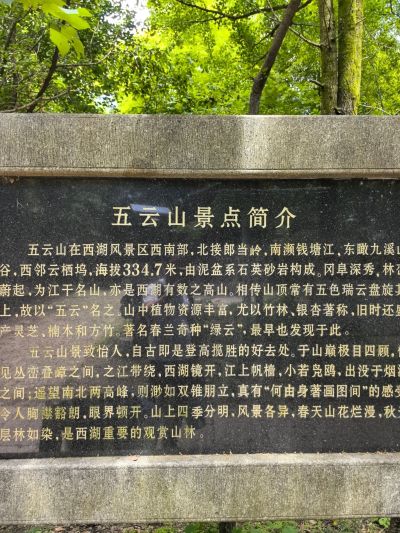 五云山景点简介
五云山在西湖风景区西南部,北接郎当岭,南濒钱塘江,东瞰九溪山
谷,西邻云栖坞,海拔334.7米,由泥盆系石英砂岩构成。冈阜深秀,林峦
蔚起,为江干名山,亦是西湖有数之高山。相传山顶常有五色瑞云盘旋其
上,故以“五云”名之。山中植物资源丰富,尤以竹林、银杏著称,旧时还盛
产灵芝、楠木和方竹。著名春兰奇种“绿云”,最早也发现于此。
五云山景致怡人,自古即是登高揽胜的好去处。于山巅极目四顾,但
见丛峦叠嶂之间,之江带绕,西湖镜开,江上帆樯,小若凫鸥,出没于烟波
之间;遥望南北两高峰,则渺如双锥朋立,真有“何由身著画图间”的感受,
令人胸襟豁朗,眼界顿开。山上四季分明,风景各异,春天山花烂漫,秋天
层林如染,是西湖重要的观赏山林。